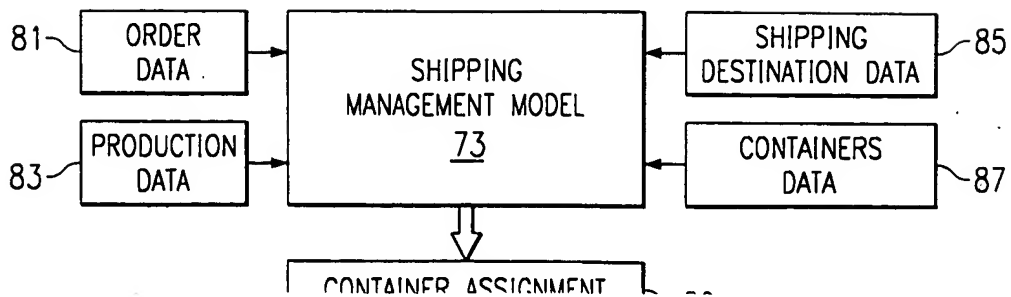 81
ORDER
DATA
SHIPPING
MANAGEMENT MODEL
73
SHIPPING
DESTINATION DATA
85
83
PRODUCTION
DATA
CONTAINERS
DATA
87
CONTAINER ASSIGNMENT